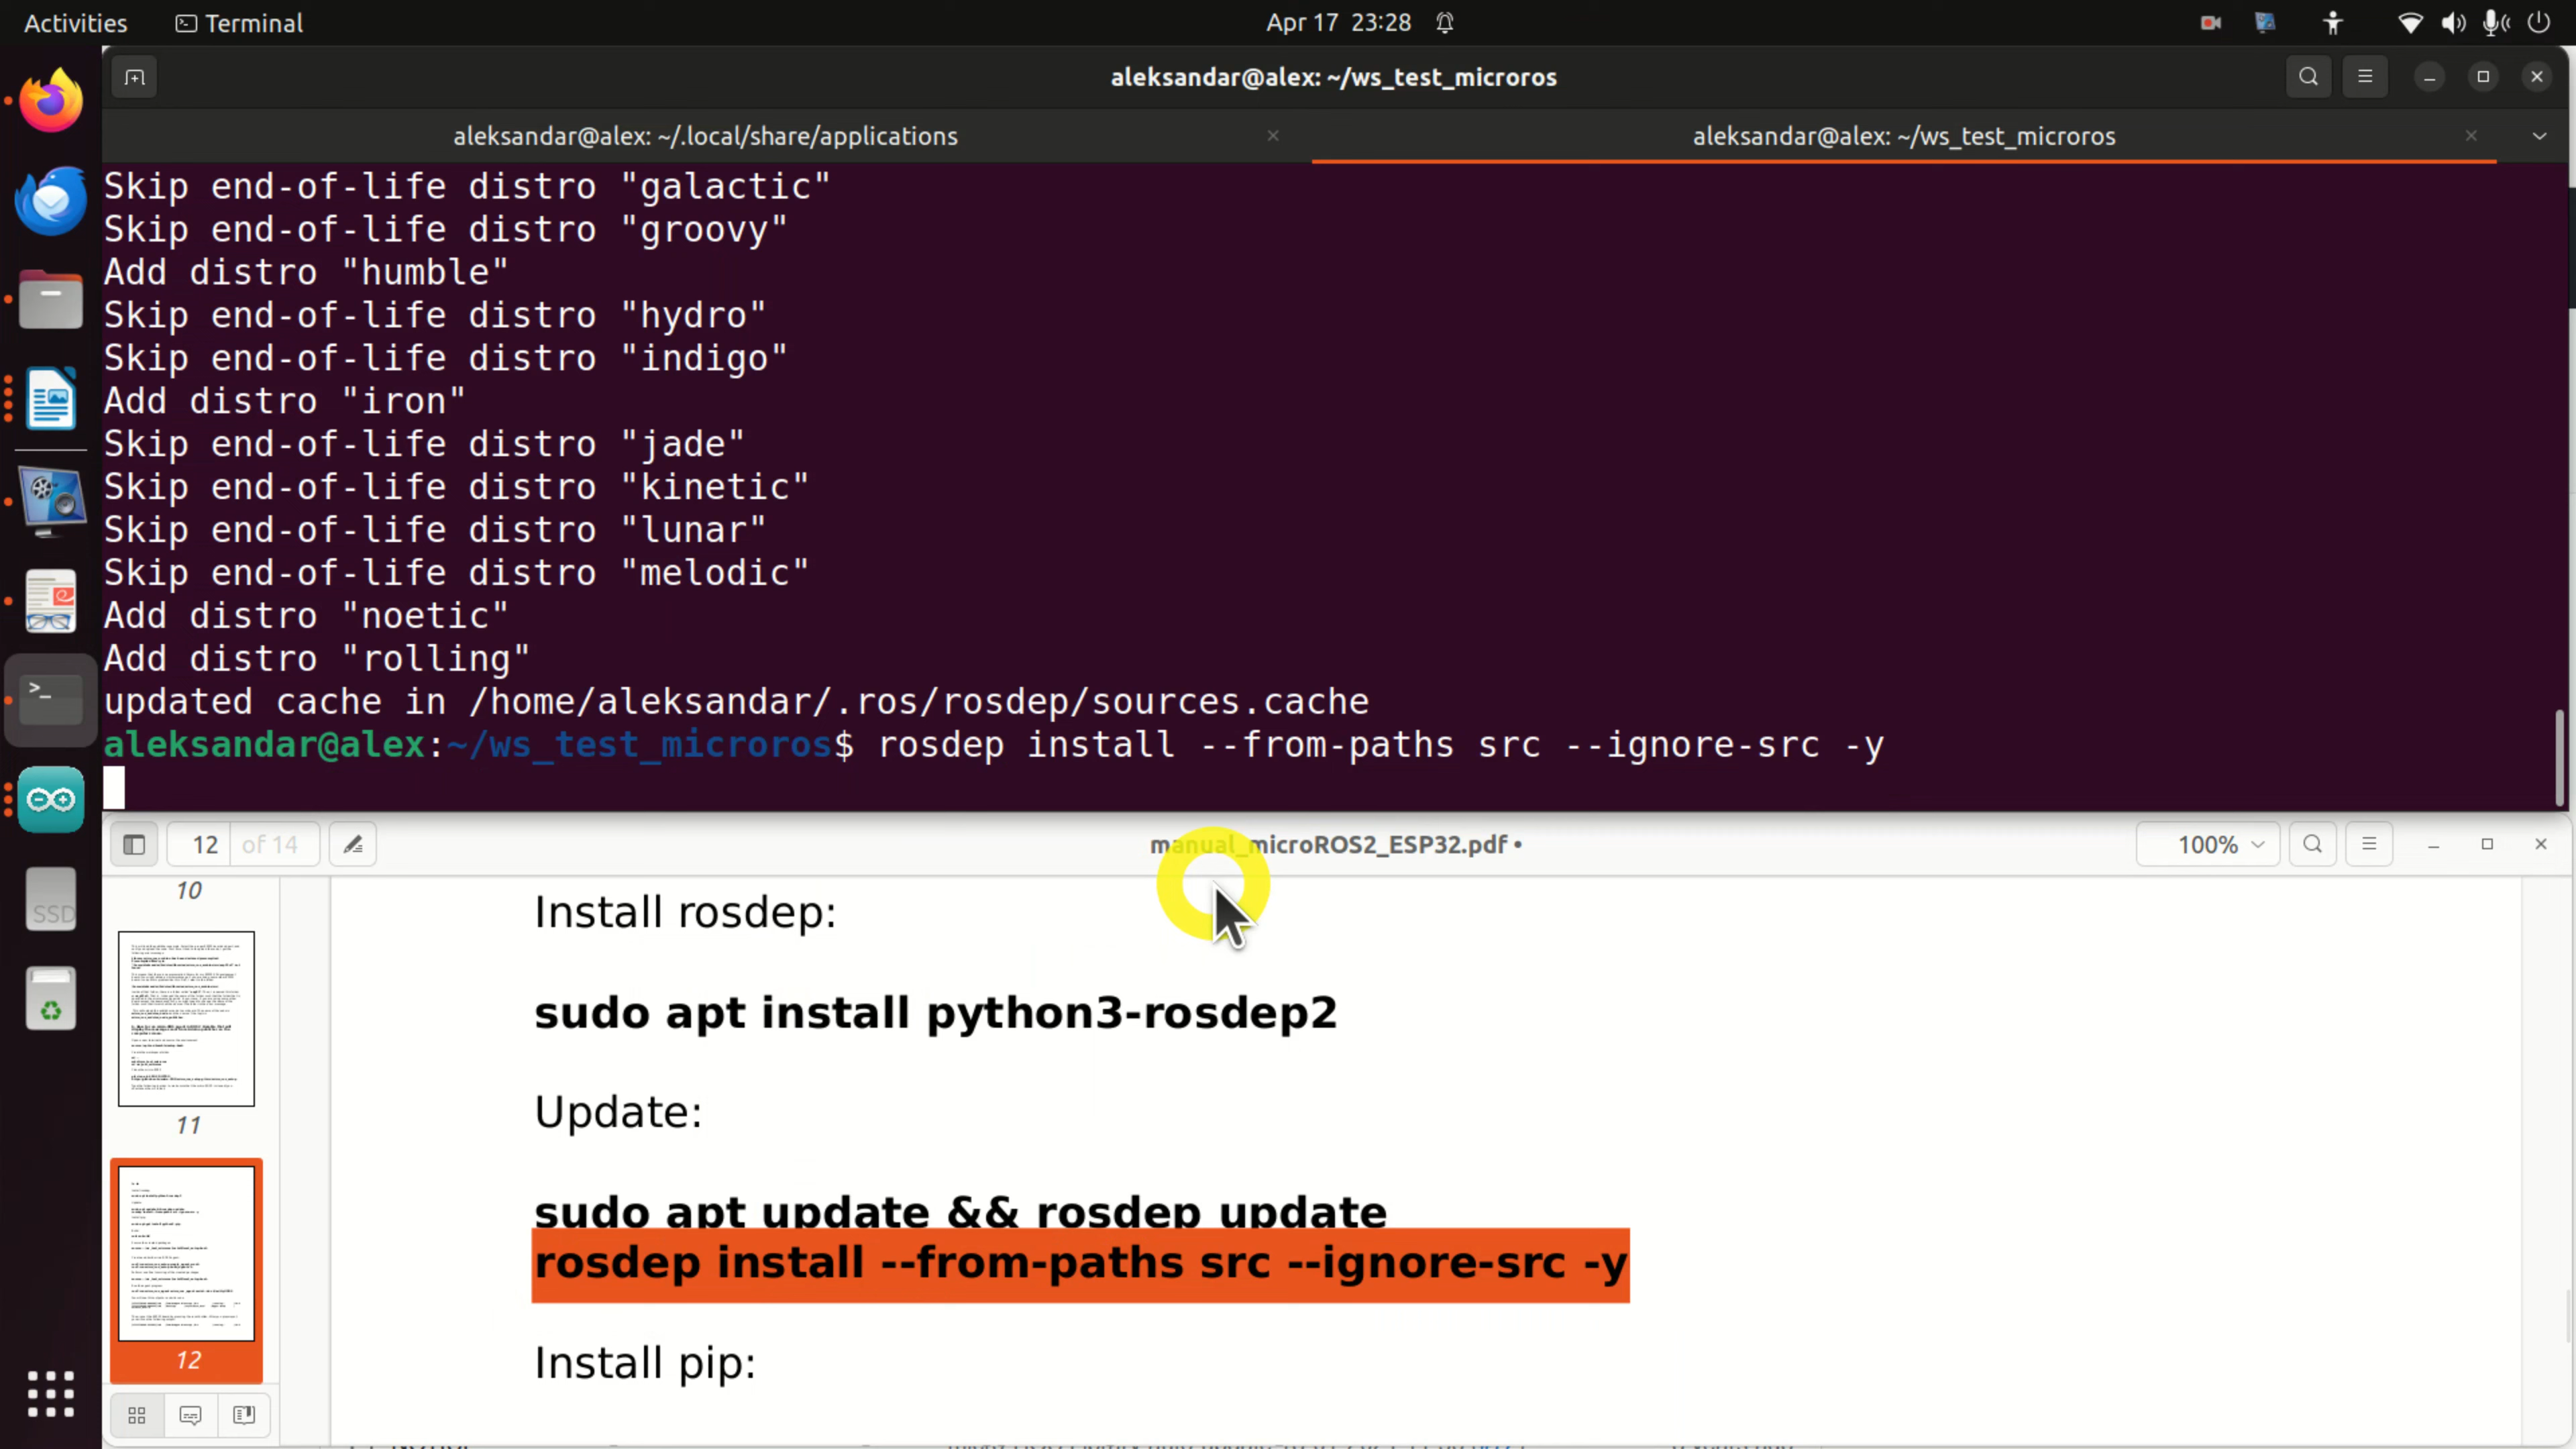 Activities
Terminal
Apr 17 23:28
aleksandar@alex: ~/ws_test_microros
aleksandar@alex: ~/.local/share/applications
aleksandar@alex: ~/ws_test_microros
Skip end-of-life distro "galactic"
Skip end-of-life distro "groovy"
Add distro "humble"
Skip end-of-life distro "hydro"
Skip end-of-life distro "indigo"
Add distro "iron"
Skip end-of-life distro "jade"
Skip end-of-life distro "kinetic"
Skip end-of-life distro "lunar"
Skip end-of-life distro "melodic"
Add distro "noetic"
Add distro "rolling"
updated cache in /home/aleksandar/.ros/rosdep/sources.cache
aleksandar@alex:~/ws_test_microros$ rosdep install --from-paths src --ignore-src -y
12 of 14
manual_microROS2_ESP32.pdf •
100%
10
11
12
SSD
Install rosdep:
sudo apt install python3-rosdep2
Update:
sudo apt update && rosdep update
rosdep install --from-paths src --ignore-src -y
Install pip: